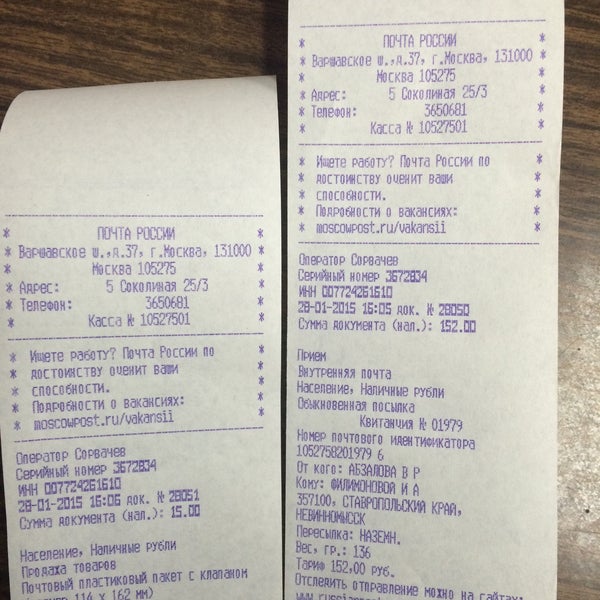 ПОЧТА РОССИИ
* Варшавское ш.,д.37, г.Москва, 131000 *
* Москва 105275 *
* Адрес: 5 Соколиная 25/3 *
* Телефон: 3650681 *
* Касса № 10527501 *
* Ищете работу? Почта России по *
* достоинству оценит ваши *
* способности. *
* Подробности о вакансиях: *
* moscowpost.ru/vakansii *
Оператор Сорвачев
Серийный номер 3672834
ИНН 007724261610
28-01-2015 16:06 док. № 28051
Сумма документа (нал.): 15.00
Население, Наличные рубли
Продажа товаров
Почтовый пластиковый пакет с клапаном
114 x 162 мм)
* ПОЧТА РОССИИ *
* Варшавское ш.,д.37, г.Москва, 131000 *
* Москва 105275 *
* Адрес: 5 Соколиная 25/3 *
* Телефон: 3650681 *
* Касса № 10527501 *
* Ищете работу? Почта России по *
* достоинству оценит ваши *
* способности. *
* Подробности о вакансиях: *
* moscowpost.ru/vakansii *
Оператор Сорвачев
Серийный номер 3672834
ИНН 007724261610
28-01-2015 16:05 док. № 28050
Сумма документа (нал.): 152.00
Прием
Внутренняя почта
Население, Наличные рубли
Обыкновенная посылка
Квитанция № 01979
Номер почтового идентификатора
1052758201979 6
От кого: АБЗАЛОВА В Р
Кому: ФИЛИМОНОВОЙ И А
357100, СТАВРОПОЛЬСКИЙ КРАЙ,
НЕВИННОМЫССК
Пересылка: НАЗЕМН.
Вес, гр.: 136
Тариф 152,00 руб.
Отследить отправление можно на сайтах: